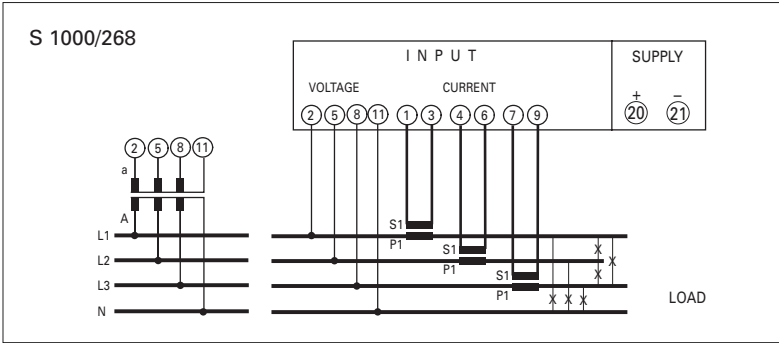 S 1000/268
INPUT
SUPPLY
VOLTAGE
CURRENT
+
–
2 5 8 11 1 3 4 6 7 9
20 21
2 5 8 11
a
A
S1
L1
P1
S1
L2
P1
S1
L3
P1
LOAD
N
X
X
X
X X X